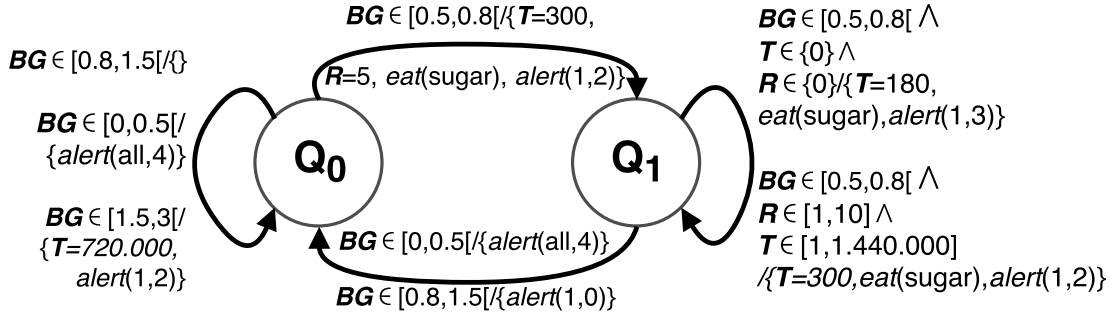 BG ∈ [0.5,0.8[/{T=300,
R=5, eat(sugar), alert(1,2)}
BG ∈ [0.8,1.5[/{}
BG ∈ [0,0.5[/
{alert(all,4)}
BG ∈ [1.5,3[/
{T=720.000,
alert(1,2)}
Q0
Q1
BG ∈ [0,0.5[/{alert(all,4)}
BG ∈ [0.8,1.5[/{alert(1,0)}
BG ∈ [0.5,0.8[ ∧
T ∈ {0} ∧
R ∈ {0}/{T=180,
eat(sugar),alert(1,3)}
BG ∈ [0.5,0.8[ ∧
R ∈ [1,10] ∧
T ∈ [1,1.440.000]
/{T=300,eat(sugar),alert(1,2)}